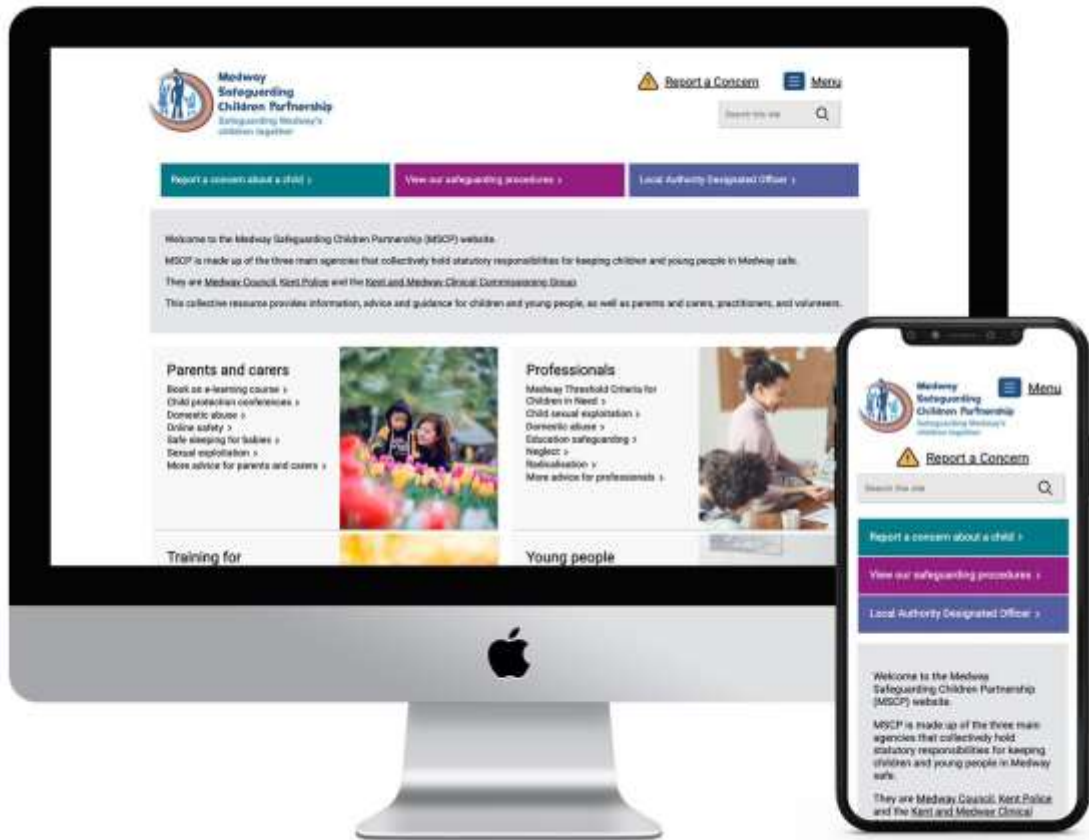 Medway
Safeguarding
Children Partnership
Safeguarding Medway's
children together
Report a Concern
Menu
Search this site
Report a concern about a child ›
View our safeguarding procedures ›
Local Authority Designated Officer ›
Welcome to the Medway Safeguarding Children Partnership (MSCP) website.
MSCP is made up of the three main agencies that collectively hold statutory responsibilities for keeping children and young people in Medway safe.
They are Medway Council, Kent Police and the Kent and Medway Clinical Commissioning Group
This collective resource provides information, advice and guidance for children and young people, as well as parents and carers, practitioners, and volunteers.
Parents and carers
Book an e-learning course ›
Child protection conferences ›
Domestic abuse ›
Online safety ›
Safe sleeping for babies ›
Sexual exploitation ›
More advice for parents and carers ›
Professionals
Medway Threshold Criteria for
Children in Need ›
Child sexual exploitation ›
Domestic abuse ›
Education safeguarding ›
Neglect ›
Radicalisation ›
More advice for professionals ›
Training for
Young people
Medway
Safeguarding
Children Partnership
Safeguarding Medway's
children together
Menu
Report a Concern
Search this site
Report a concern about a child ›
View our safeguarding procedures ›
Local Authority Designated Officer ›
Welcome to the Medway
Safeguarding Children Partnership
(MSCP) website.
MSCP is made up of the three main
agencies that collectively hold
statutory responsibilities for keeping
children and young people in Medway
safe.
They are Medway Council, Kent Police
and the Kent and Medway Clinical